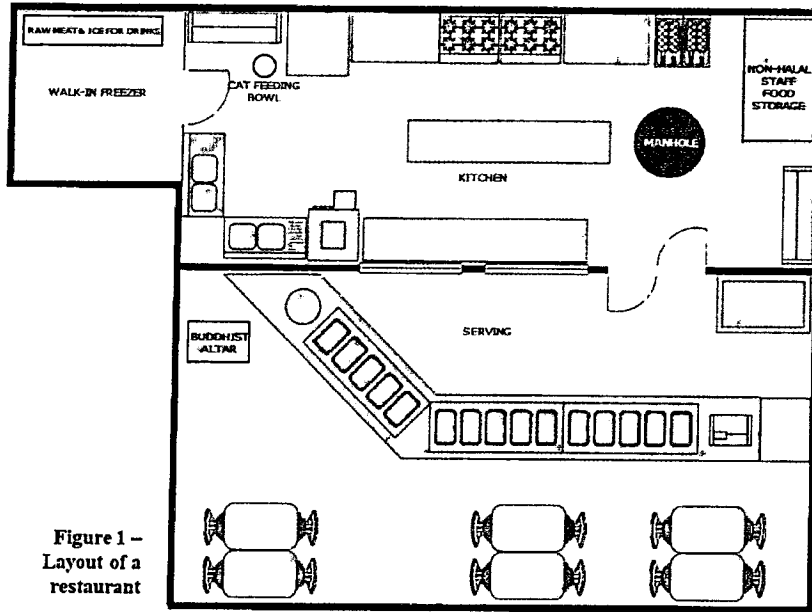 RAW MEAT & ICE FOR DRINKS
WALK-IN FREEZER
CAT FEEDING
BOWL
NON-HALAL
STAFF
FOOD
STORAGE
MANHOLE
KITCHEN
SERVING
BUDDHIST
ALTAR
Figure 1 –
Layout of a
restaurant